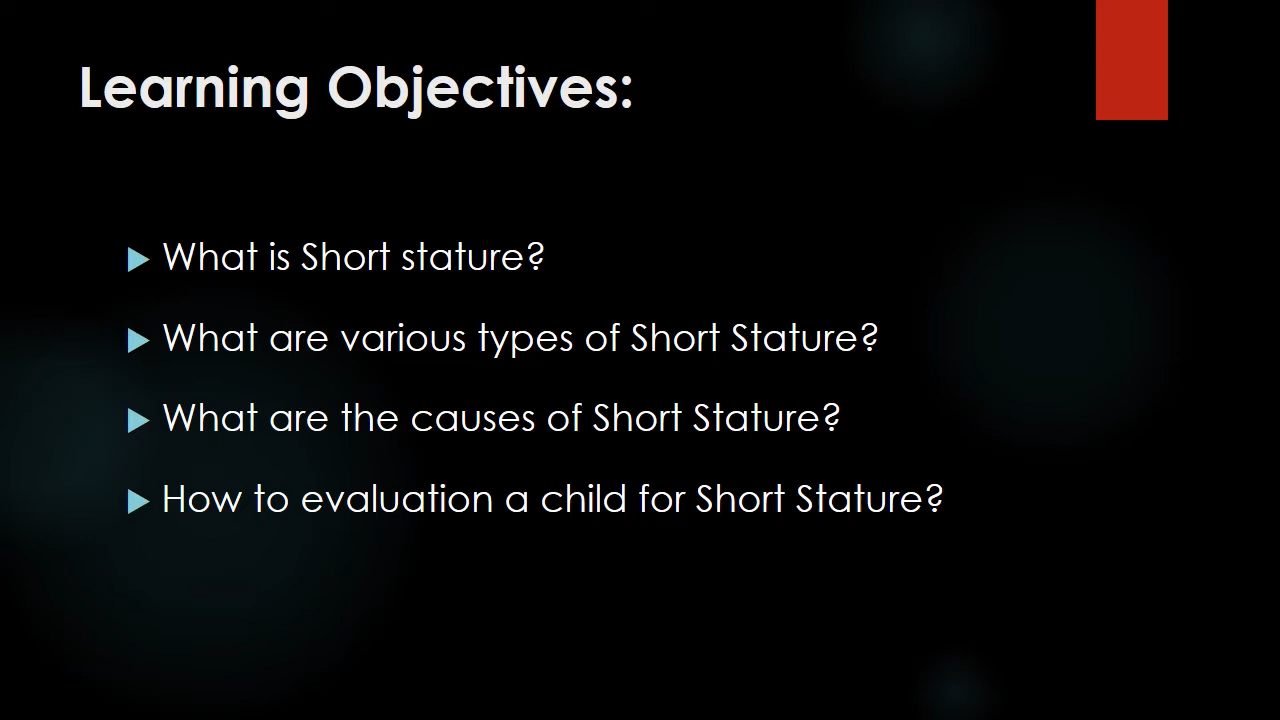 Learning Objectives:
What is Short stature?
What are various types of Short Stature?
What are the causes of Short Stature?
How to evaluation a child for Short Stature?